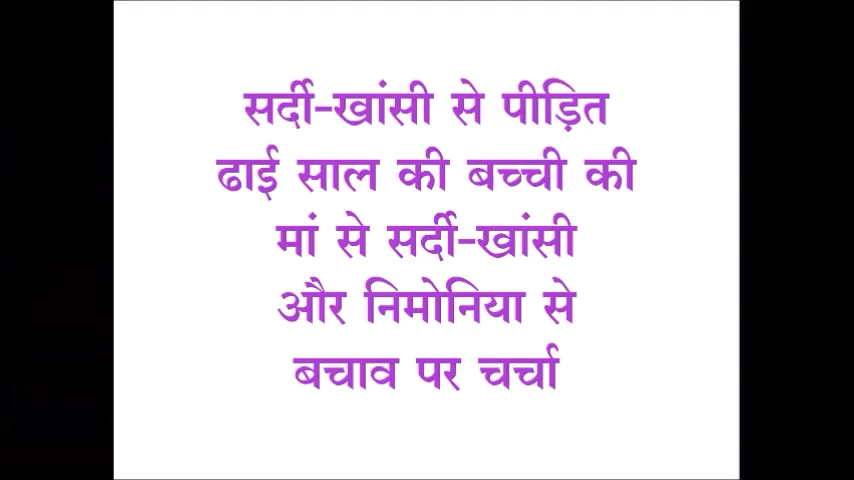 सर्दी-खांसी से पीड़ित
ढाई साल की बच्ची की
मां से सर्दी-खांसी
और निमोनिया से
बचाव पर चर्चा